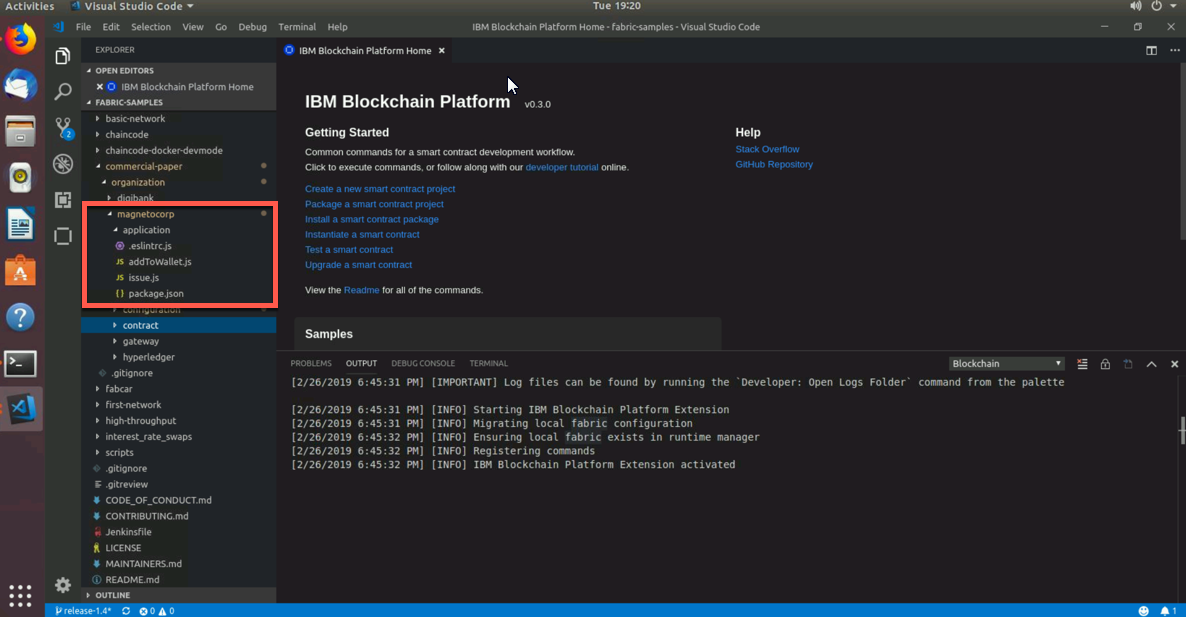 Activities
Visual Studio Code
Tue 19:20
File Edit Selection View Go Debug Terminal Help
IBM Blockchain Platform Home - fabric-samples - Visual Studio Code
EXPLORER
OPEN EDITORS
IBM Blockchain Platform Home
FABRIC-SAMPLES
basic-network
chaincode
chaincode-docker-devmode
commercial-paper
organization
digibank
magnetocorp
application
.eslintrc.js
JS addToWallet.js
JS issue.js
{} package.json
configuration
contract
gateway
hyperledger
.gitignore
fabcar
first-network
high-throughput
interest_rate_swaps
scripts
.gitignore
.gitreview
CODE_OF_CONDUCT.md
CONTRIBUTING.md
Jenkinsfile
LICENSE
MAINTAINERS.md
README.md
OUTLINE
2
IBM Blockchain Platform Home
IBM Blockchain Platform v0.3.0
Getting Started
Common commands for a smart contract development workflow.
Click to execute commands, or follow along with our developer tutorial online.
Create a new smart contract project
Package a smart contract project
Install a smart contract package
Instantiate a smart contract
Test a smart contract
Upgrade a smart contract
View the Readme for all of the commands.
Samples
Help
Stack Overflow
GitHub Repository
PROBLEMS OUTPUT DEBUG CONSOLE TERMINAL
Blockchain
[2/26/2019 6:45:31 PM] [IMPORTANT] Log files can be found by running the `Developer: Open Logs Folder` command from the palette
[2/26/2019 6:45:31 PM] [INFO] Starting IBM Blockchain Platform Extension
[2/26/2019 6:45:31 PM] [INFO] Migrating local fabric configuration
[2/26/2019 6:45:32 PM] [INFO] Ensuring local fabric exists in runtime manager
[2/26/2019 6:45:32 PM] [INFO] Registering commands
[2/26/2019 6:45:32 PM] [INFO] IBM Blockchain Platform Extension activated
release-1.4* 0 0
1